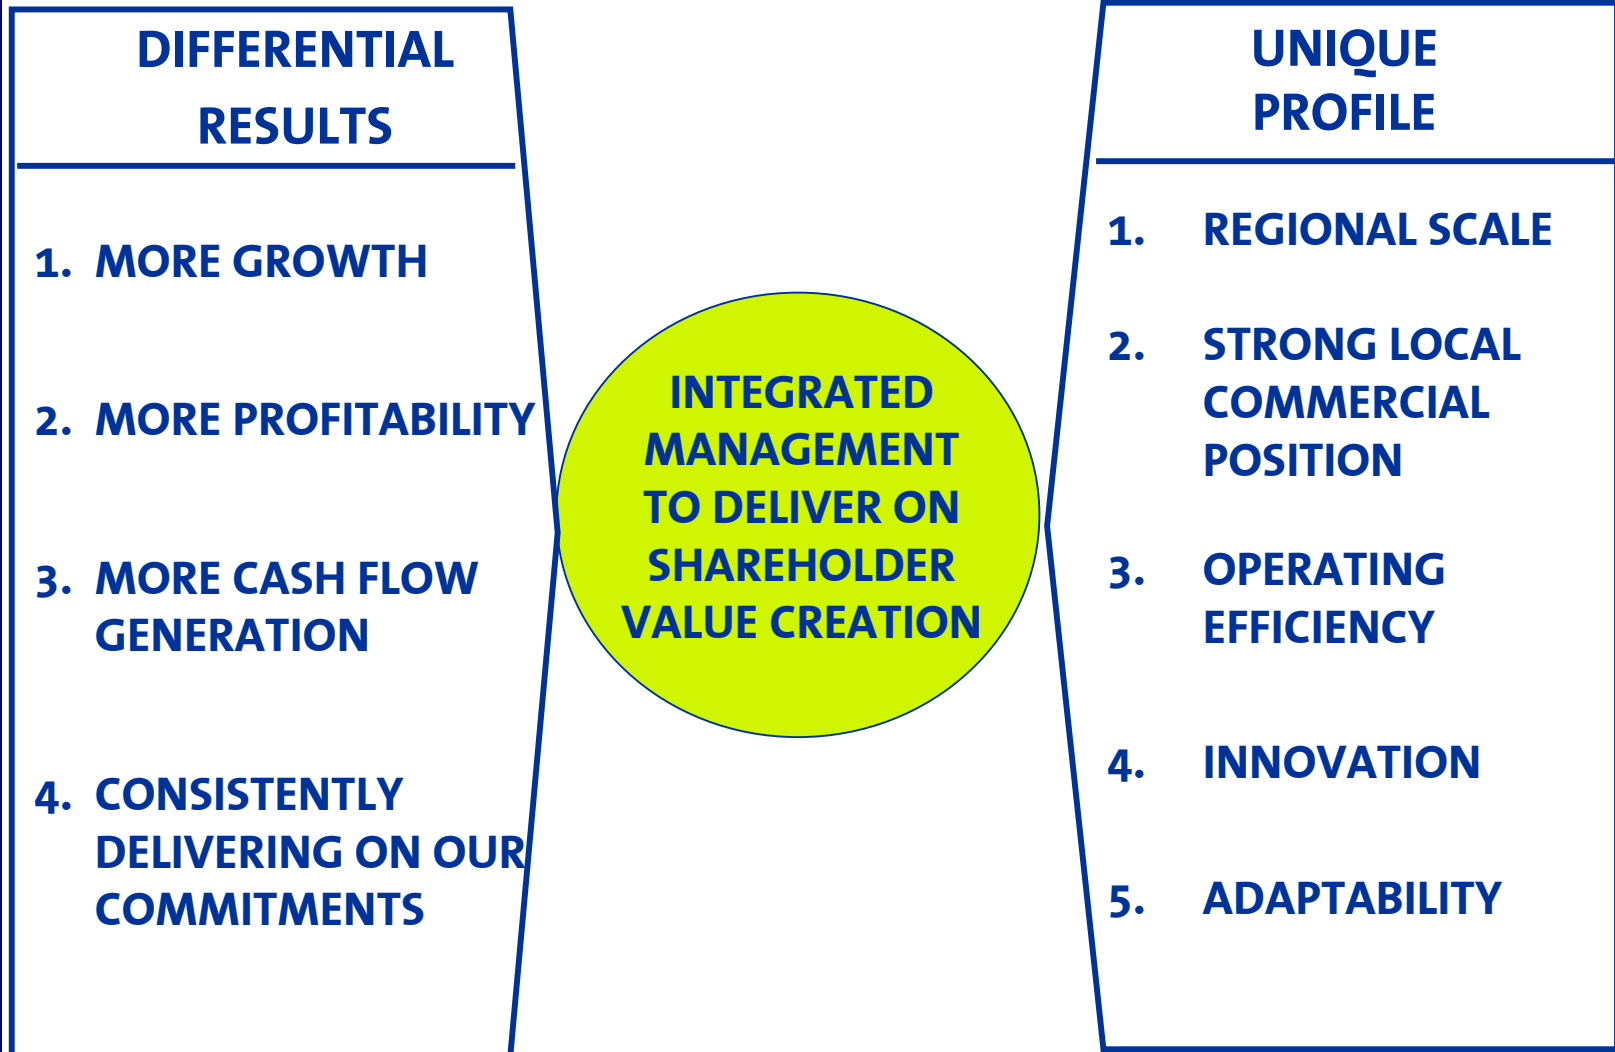 DIFFERENTIAL
RESULTS
1. MORE GROWTH
2. MORE PROFITABILITY
3. MORE CASH FLOW
GENERATION
4. CONSISTENTLY
DELIVERING ON OUR
COMMITMENTS
INTEGRATED
MANAGEMENT
TO DELIVER ON
SHAREHOLDER
VALUE CREATION
UNIQUE
PROFILE
1. REGIONAL SCALE
2. STRONG LOCAL
COMMERCIAL
POSITION
3. OPERATING
EFFICIENCY
4. INNOVATION
5. ADAPTABILITY